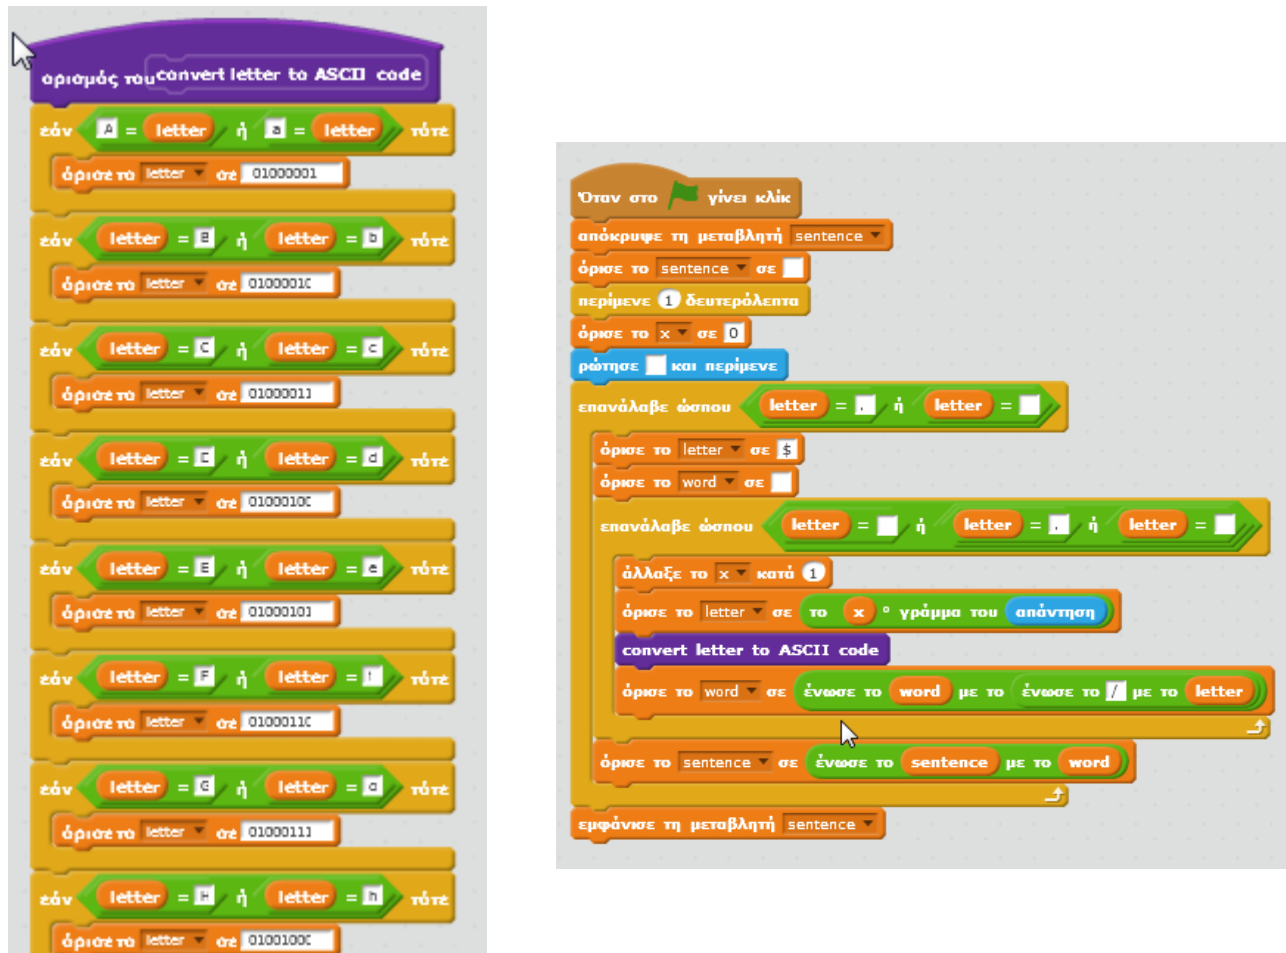 ορισμός του convert letter to ASCII code
εάν A = letter ή a = letter τότε
όρισε το letter σε 01000001
εάν letter = B ή letter = b τότε
όρισε το letter σε 0100001
εάν letter = C ή letter = c τότε
όρισε το letter σε 01000011
εάν letter = ή letter = d τότε
όρισε το letter σε 0100010
εάν letter = E ή letter = e τότε
όρισε το letter σε 01000101
εάν letter = F ή letter = f τότε
όρισε το letter σε 0100011
εάν letter = G ή letter = τότε
όρισε το letter σε 01000111
εάν letter = H ή letter = h τότε
όρισε το letter σε 0100100
Όταν στο γίνει κλίκ
απόκρυψε τη μεταβλητή sentence
όρισε το sentence σε
περίμενε 1 δευτερόλεπτα
όρισε το x σε 0
ρώτησε και περίμενε
επανάλαβε ώσπου letter = . ή letter =
όρισε το letter σε $
όρισε το word σε
επανάλαβε ώσπου letter = ή letter = . ή letter =
άλλαξε το x κατά 1
όρισε το letter σε το x ° γράμμα του απάντηση
convert letter to ASCII code
όρισε το word σε ένωσε το word με το ένωσε το / με το letter
όρισε το sentence σε ένωσε το sentence με το word
εμφάνισε τη μεταβλητή sentence